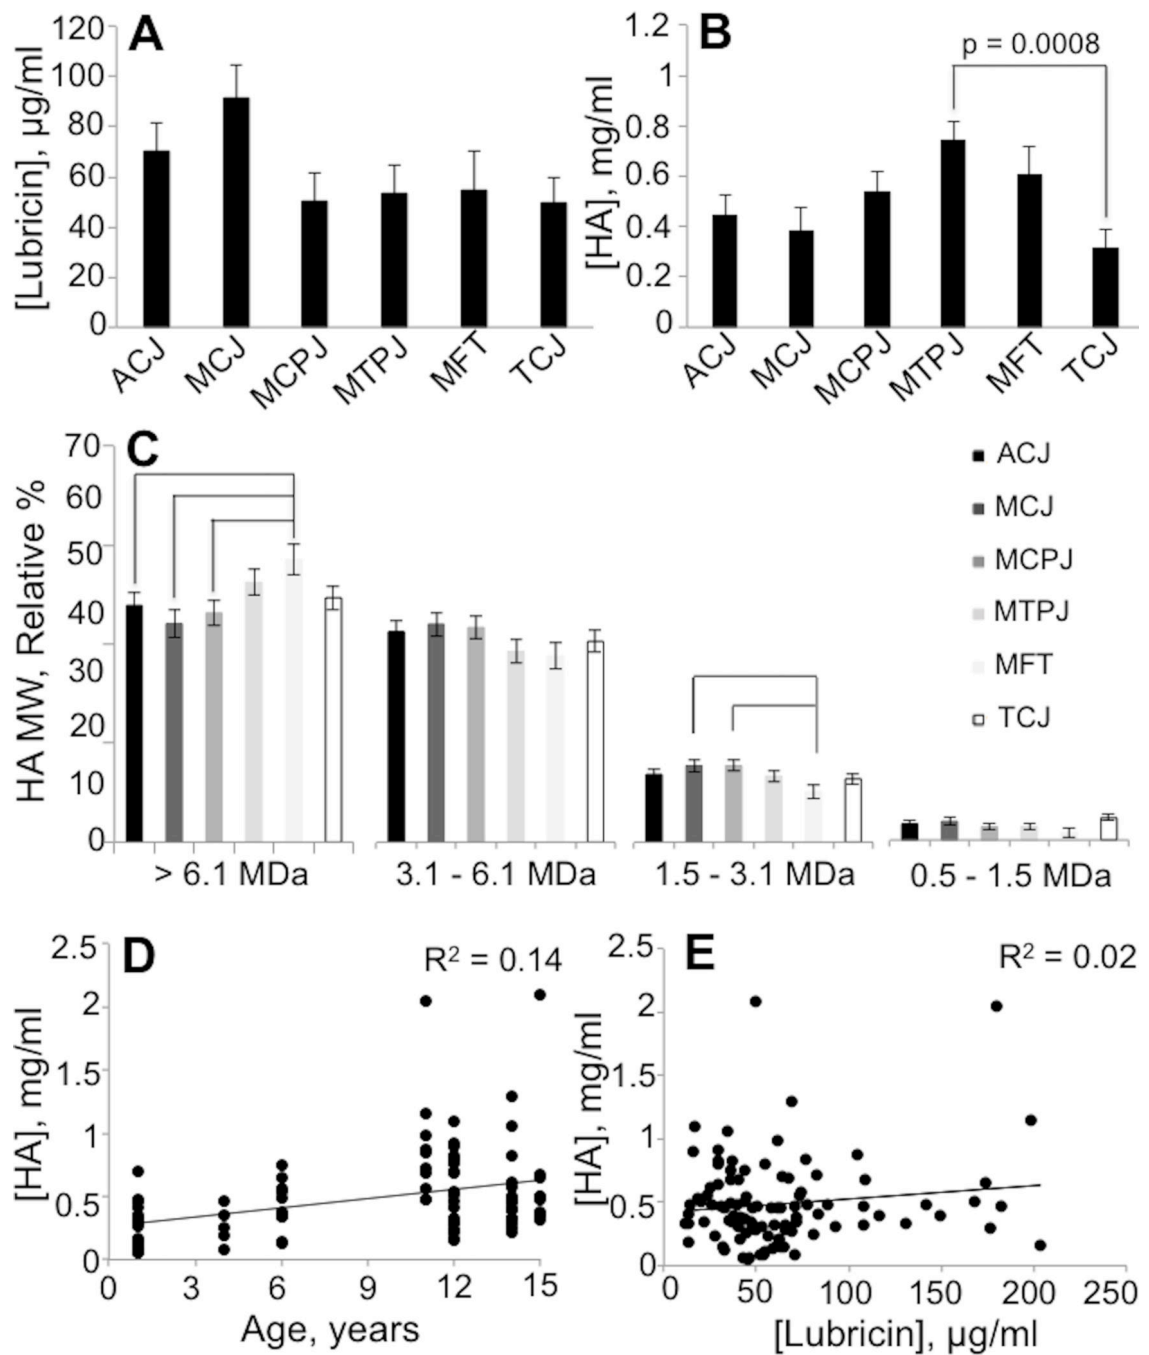 A
[Lubricin], µg/ml
120
100
80
60
40
20
0
ACJ
MCJ
MCPJ
MTPJ
MFT
TCJ
B
p = 0.0008
[HA], mg/ml
1.2
1
0.8
0.6
0.4
0.2
0
ACJ
MCJ
MCPJ
MTPJ
MFT
TCJ
C
HA MW, Relative %
70
60
50
40
30
20
10
0
> 6.1 MDa
3.1 - 6.1 MDa
1.5 - 3.1 MDa
0.5 - 1.5 MDa
ACJ
MCJ
MCPJ
MTPJ
MFT
TCJ
D
R² = 0.14
[HA], mg/ml
2.5
2
1.5
1
0.5
0
0
3
6
9
12
15
Age, years
E
R² = 0.02
[HA], mg/ml
2.5
2
1.5
1
0.5
0
0
50
100
150
200
250
[Lubricin], µg/ml